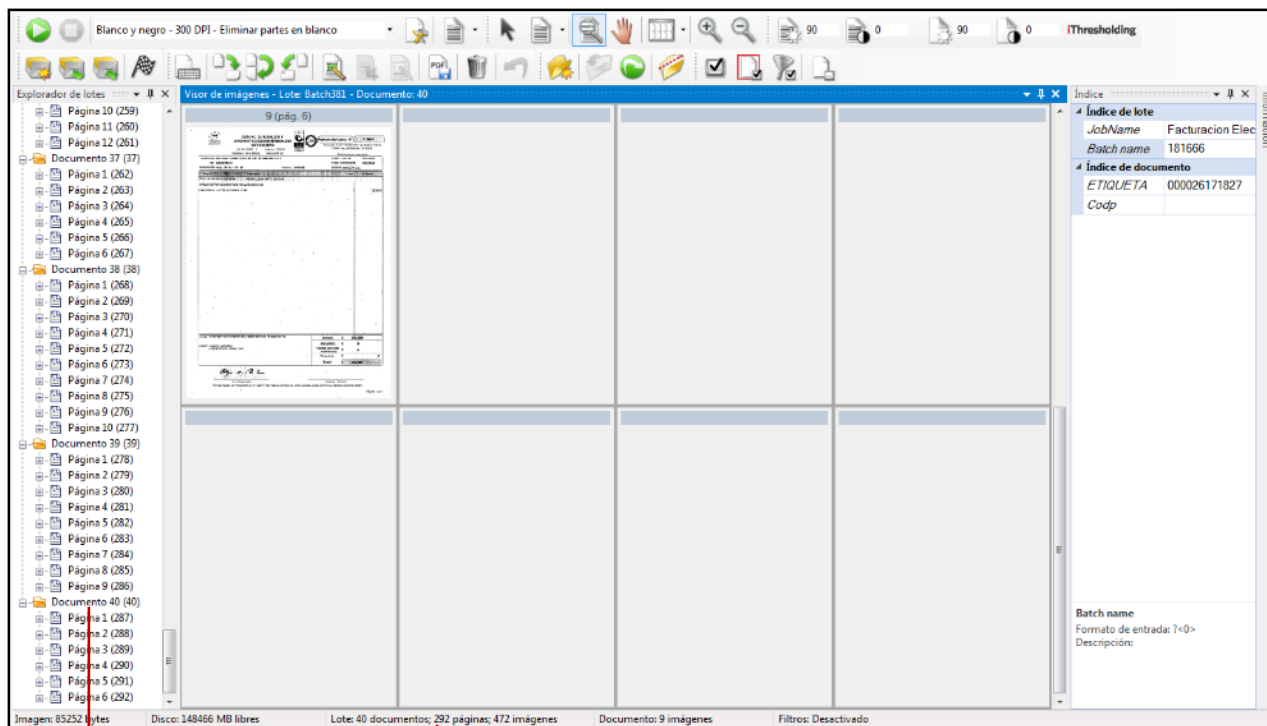 Blanco y negro - 300 DPI - Eliminar partes en blanco
90
0
90
0
iThresholding
PDF
Explorador de lotes
Página 10 (259)
Página 11 (260)
Página 12 (261)
Documento 37 (37)
Página 1 (262)
Página 2 (263)
Página 3 (264)
Página 4 (265)
Página 5 (266)
Página 6 (267)
Documento 38 (38)
Página 1 (268)
Página 2 (269)
Página 3 (270)
Página 4 (271)
Página 5 (272)
Página 6 (273)
Página 7 (274)
Página 8 (275)
Página 9 (276)
Página 10 (277)
Documento 39 (39)
Página 1 (278)
Página 2 (279)
Página 3 (280)
Página 4 (281)
Página 5 (282)
Página 6 (283)
Página 7 (284)
Página 8 (285)
Página 9 (286)
Documento 40 (40)
Página 1 (287)
Página 2 (288)
Página 3 (289)
Página 4 (290)
Página 5 (291)
Página 6 (292)
Visor de imágenes - Lote: Batch381 - Documento: 40
9 (pág. 6)
Índice
Índice de lote
JobName Facturacion Elec
Batch name 181666
Índice de documento
ETIQUETA 000026171827
Codp
Batch name
Formato de entrada: ?<0>
Descripción:
Imagen: 85252 bytes
Disco: 148466 MB libres
Lote: 40 documentos; 292 páginas; 472 imágenes
Documento: 9 imágenes
Filtros: Desactivado